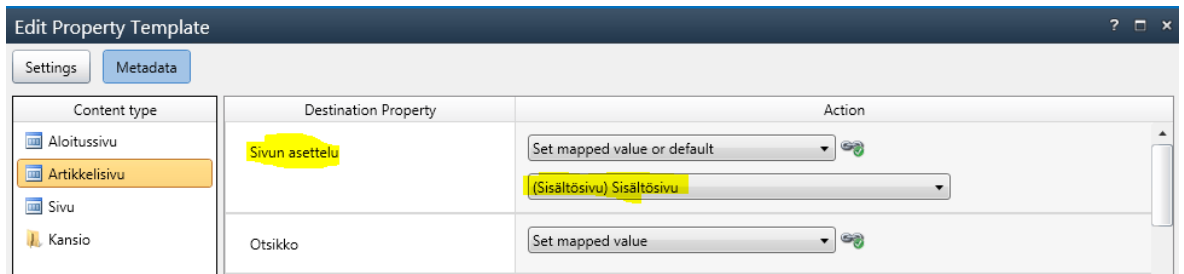 Edit Property Template ?
Settings Metadata
Content type Destination Property Action
Aloitussivu
Sivun asettelu Set mapped value or default
Artikkelisivu
(Sisältösivu) Sisältösivu
Sivu
Kansio
Otsikko Set mapped value